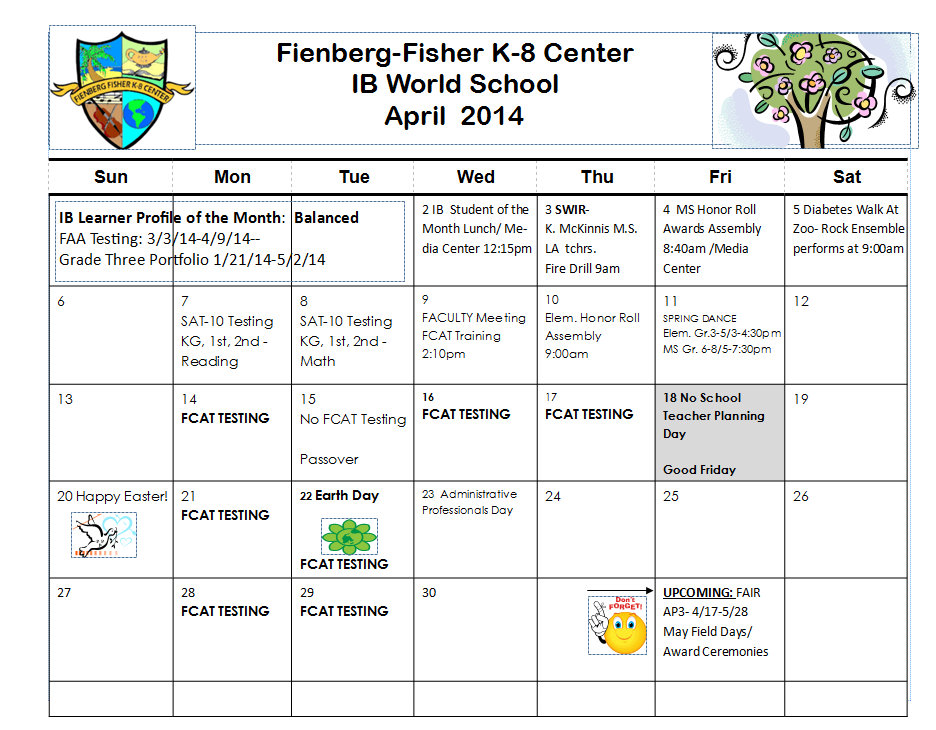 FIENBERG FISHER K-8 CENTER
Fienberg-Fisher K-8 Center
IB World School
April 2014
Sun Mon Tue Wed Thu Fri Sat
IB Learner Profile of the Month: Balanced
FAA Testing: 3/3/14-4/9/14--
Grade Three Portfolio 1/21/14-5/2/14
2 IB Student of the
Month Lunch/ Me-
dia Center 12:15pm
3 SWIR-
K. McKinnis M.S.
LA tchrs.
Fire Drill 9am
4 MS Honor Roll
Awards Assembly
8:40am /Media
Center
5 Diabetes Walk At
Zoo- Rock Ensemble
performs at 9:00am
6
7
SAT-10 Testing
KG, 1st, 2nd -
Reading
8
SAT-10 Testing
KG, 1st, 2nd -
Math
9
FACULTY Meeting
FCAT Training
2:10pm
10
Elem. Honor Roll
Assembly
9:00am
11
SPRING DANCE
Elem. Gr.3-5/3-4:30pm
MS Gr. 6-8/5-7:30pm
12
13
14
FCAT TESTING
15
No FCAT Testing
Passover
16
FCAT TESTING
17
FCAT TESTING
18 No School
Teacher Planning
Day
Good Friday
19
20 Happy Easter!
21
FCAT TESTING
22 Earth Day
FCAT TESTING
23 Administrative
Professionals Day
24
25
26
27
28
FCAT TESTING
29
FCAT TESTING
30
Don't
FORGET!
UPCOMING: FAIR
AP3- 4/17-5/28
May Field Days/
Award Ceremonies